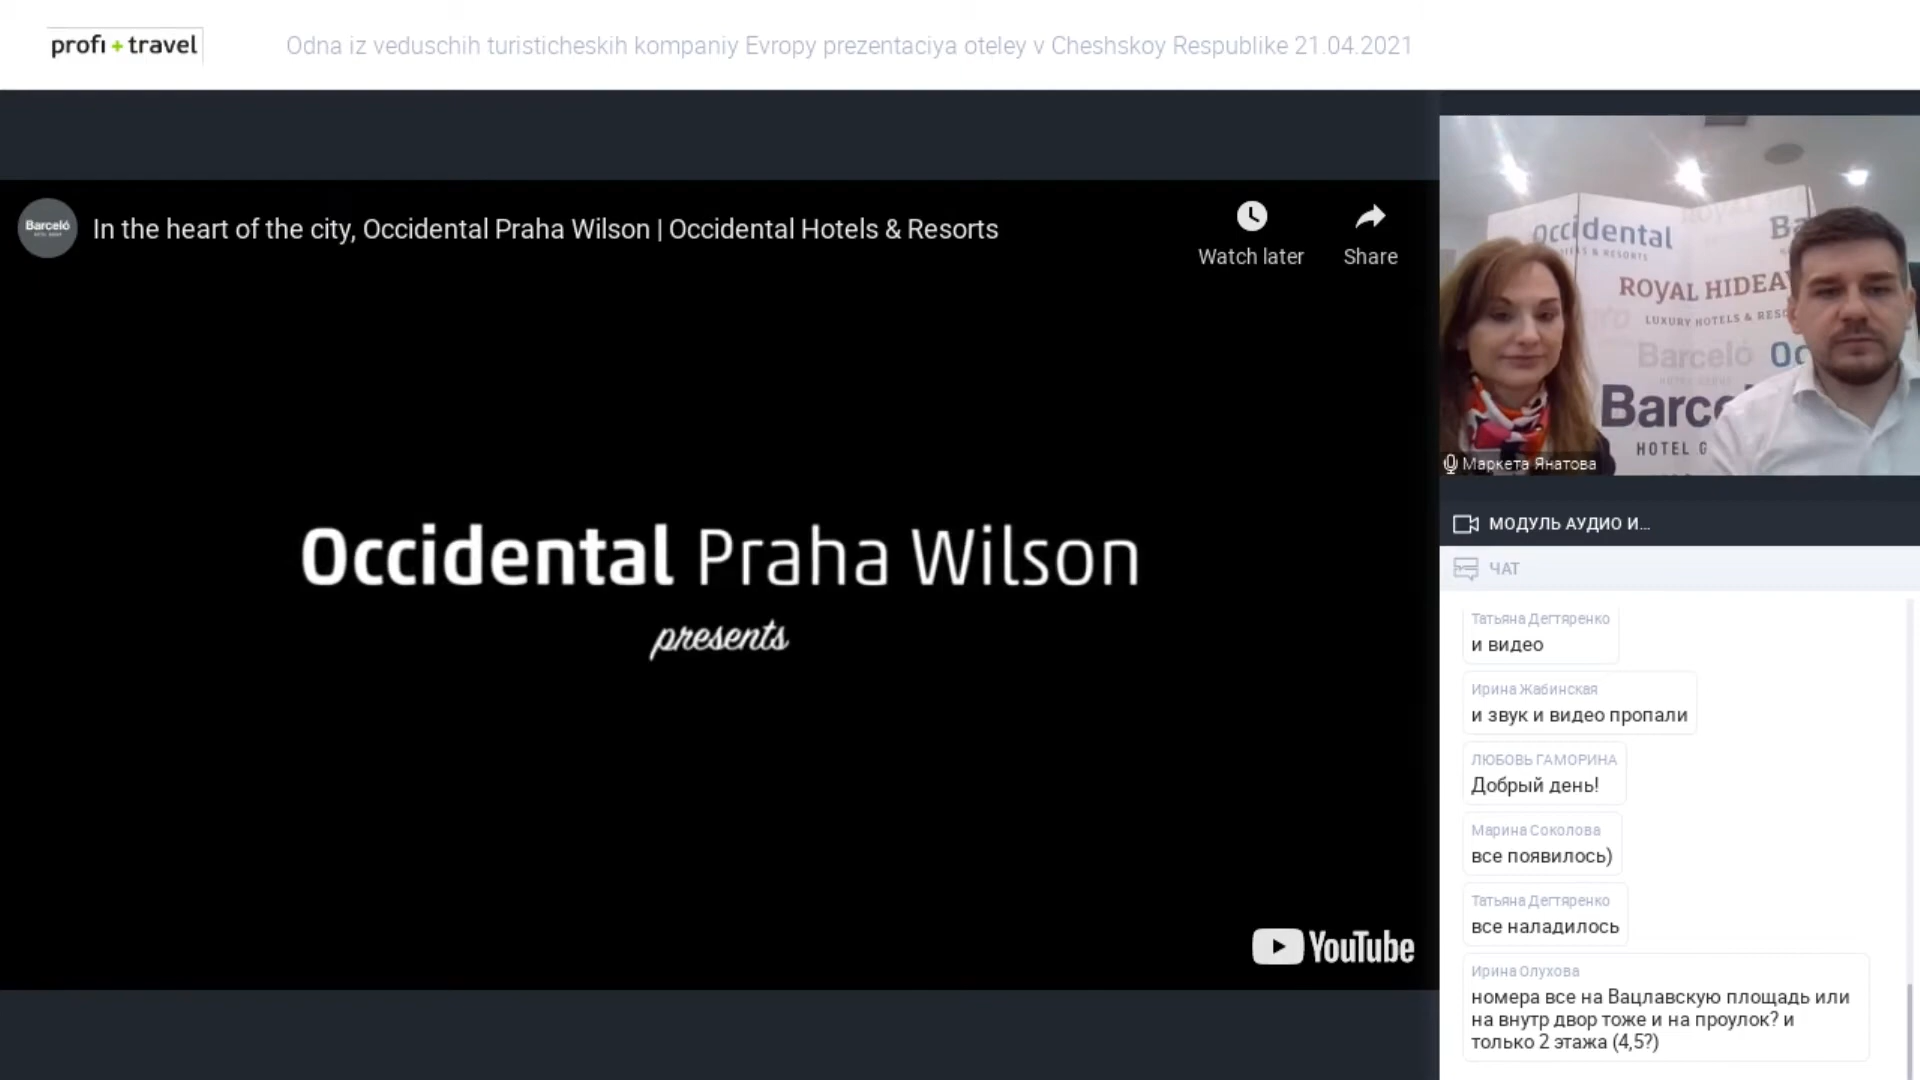 profi + travel
Odna iz veduschih turisticheskih kompaniy Evropy prezentaciya oteley v Cheshskoy Respublike 21.04.2021
Barceló
In the heart of the city, Occidental Praha Wilson | Occidental Hotels & Resorts
Watch later
Share
Occidental Praha Wilson
presents
YouTube
Occidental
HOTELS & RESORTS
Ba
ROYAL HIDEAW
LUXURY HOTELS & RESO
Barceló
Oc
Barce
HOTEL G
Маркета Янатова
МОДУЛЬ АУДИО И...
ЧАТ
Татьяна Дегтяренко
и видео
Ирина Жабинская
и звук и видео пропали
ЛЮБОВЬ ГАМОРИНА
Добрый день!
Марина Соколова
все появилось)
Татьяна Дегтяренко
все наладилось
Ирина Олухова
номера все на Вацлавскую площадь или
на внутр двор тоже и на проулок? и
только 2 этажа (4,5?)